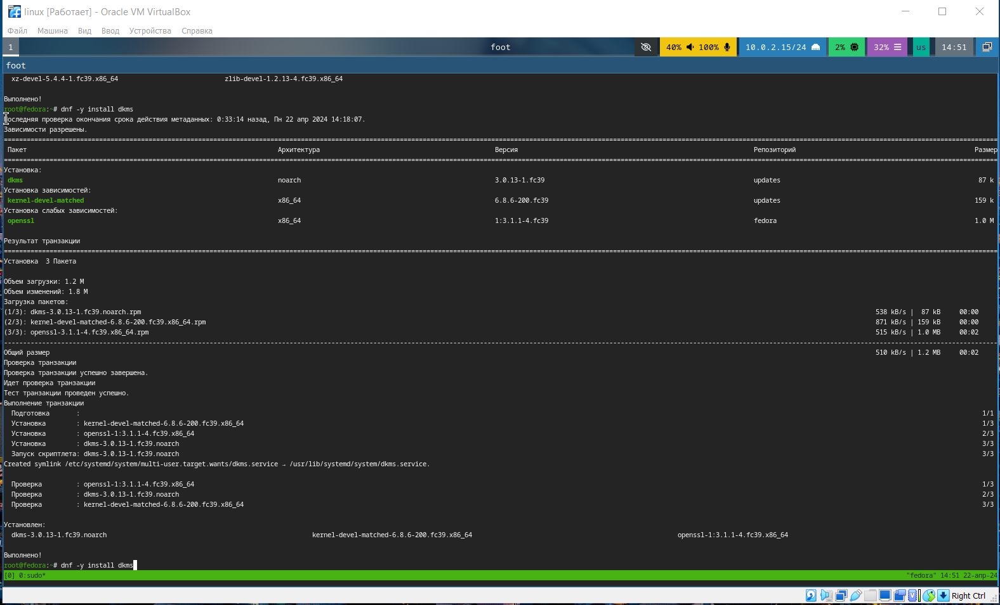 linux [Работает] - Oracle VM VirtualBox
Файл Машина Вид Ввод Устройства Справка
1 foot 40% 100% 10.0.2.15/24 2% 32% us 14:51
foot
xz-devel-5.4.4-1.fc39.x86_64 zlib-devel-1.2.13-4.fc39.x86_64
Выполнено!
root@fedora:~# dnf -y install dkms
Последняя проверка окончания срока действия метаданных: 0:33:14 назад, Пн 22 апр 2024 14:18:07.
Зависимости разрешены.
================================================================================
Пакет Архитектура Версия Репозиторий Размер
================================================================================
Установка:
dkms noarch 3.0.13-1.fc39 updates 87 k
Установка зависимостей:
kernel-devel-matched x86_64 6.8.6-200.fc39 updates 159 k
Установка слабых зависимостей:
openssl x86_64 1:3.1.1-4.fc39 fedora 1.0 M
Результат транзакции
================================================================================
Установка 3 Пакета
Объем загрузки: 1.2 M
Объем изменений: 1.8 M
Загрузка пакетов:
(1/3): dkms-3.0.13-1.fc39.noarch.rpm 538 kB/s | 87 kB 00:00
(2/3): kernel-devel-matched-6.8.6-200.fc39.x86_64.rpm 871 kB/s | 159 kB 00:00
(3/3): openssl-3.1.1-4.fc39.x86_64.rpm 515 kB/s | 1.0 MB 00:02
--------------------------------------------------------------------------------
Общий размер 510 kB/s | 1.2 MB 00:02
Проверка транзакции
Проверка транзакции успешно завершена.
Идет проверка транзакции
Тест транзакции проведен успешно.
Выполнение транзакции
Подготовка : 1/1
Установка : kernel-devel-matched-6.8.6-200.fc39.x86_64 1/3
Установка : openssl-1:3.1.1-4.fc39.x86_64 2/3
Установка : dkms-3.0.13-1.fc39.noarch 3/3
Запуск скриптлета: dkms-3.0.13-1.fc39.noarch 3/3
Created symlink /etc/systemd/system/multi-user.target.wants/dkms.service → /usr/lib/systemd/system/dkms.service.
Проверка : openssl-1:3.1.1-4.fc39.x86_64 1/3
Проверка : dkms-3.0.13-1.fc39.noarch 2/3
Проверка : kernel-devel-matched-6.8.6-200.fc39.x86_64 3/3
Установлен:
dkms-3.0.13-1.fc39.noarch kernel-devel-matched-6.8.6-200.fc39.x86_64 openssl-1:3.1.1-4.fc39.x86_64
Выполнено!
root@fedora:~# dnf -y install dkms
[0] 0:sudo* "fedora" 14:51 22-апр-24
Right Ctrl